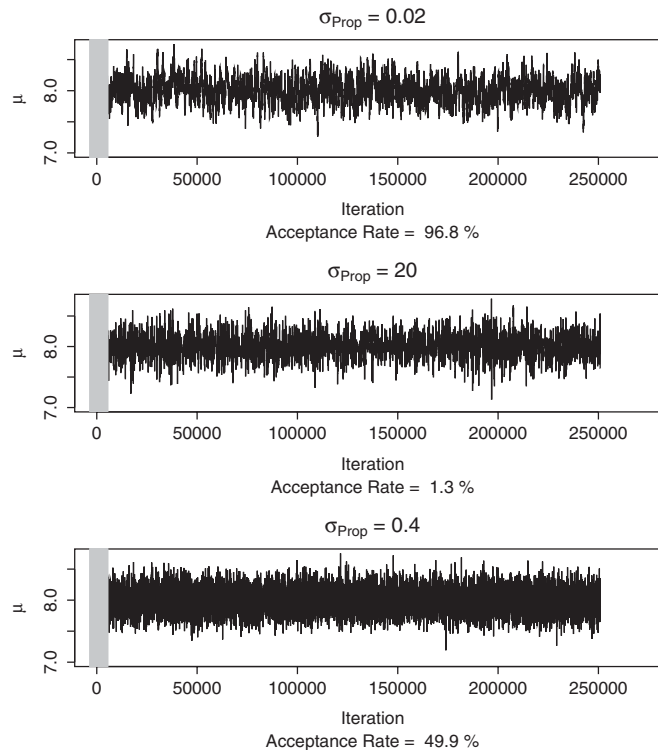 σProp = 0.02
μ
8.0
7.0
0 50000 100000 150000 200000 250000
Iteration
Acceptance Rate = 96.8 %
σProp = 20
μ
8.0
7.0
0 50000 100000 150000 200000 250000
Iteration
Acceptance Rate = 1.3 %
σProp = 0.4
μ
8.0
7.0
0 50000 100000 150000 200000 250000
Iteration
Acceptance Rate = 49.9 %